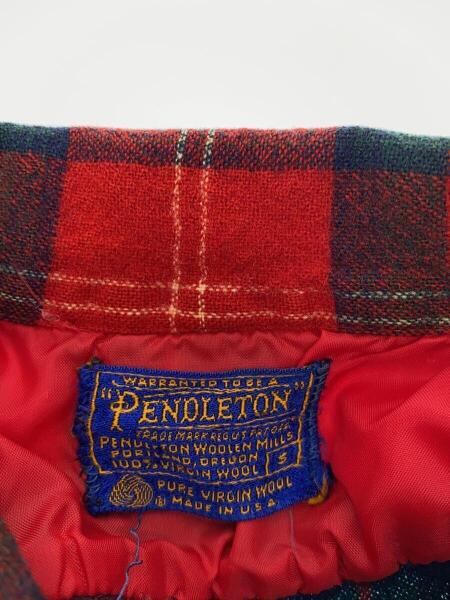 WARRANTED TO BE A
"PENDLETON"
TRADE MARK REG US PAT OFF
PENDLETON WOOLEN MILLS
PORTLAND, OREGON
100% VIRGIN WOOL S
PURE VIRGIN WOOL
MADE IN U.S.A.